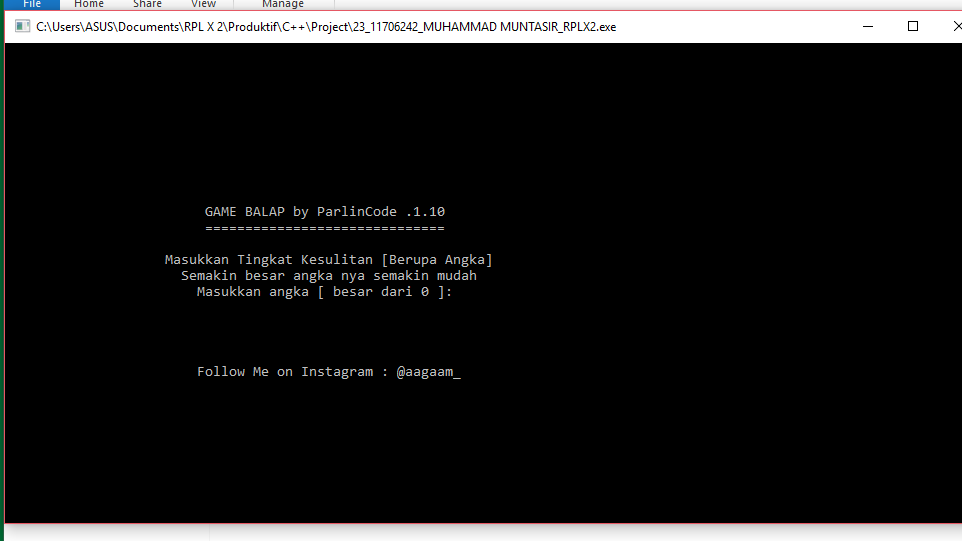 File Home Share View Manage
C:\Users\ASUS\Documents\RPL X 2\Produktif\C++\Project\23_11706242_MUHAMMAD MUNTASIR_RPLX2.exe
GAME BALAP by ParlinCode .1.10
==============================
Masukkan Tingkat Kesulitan [Berupa Angka]
Semakin besar angka nya semakin mudah
Masukkan angka [ besar dari 0 ]:
Follow Me on Instagram : @aagaam_